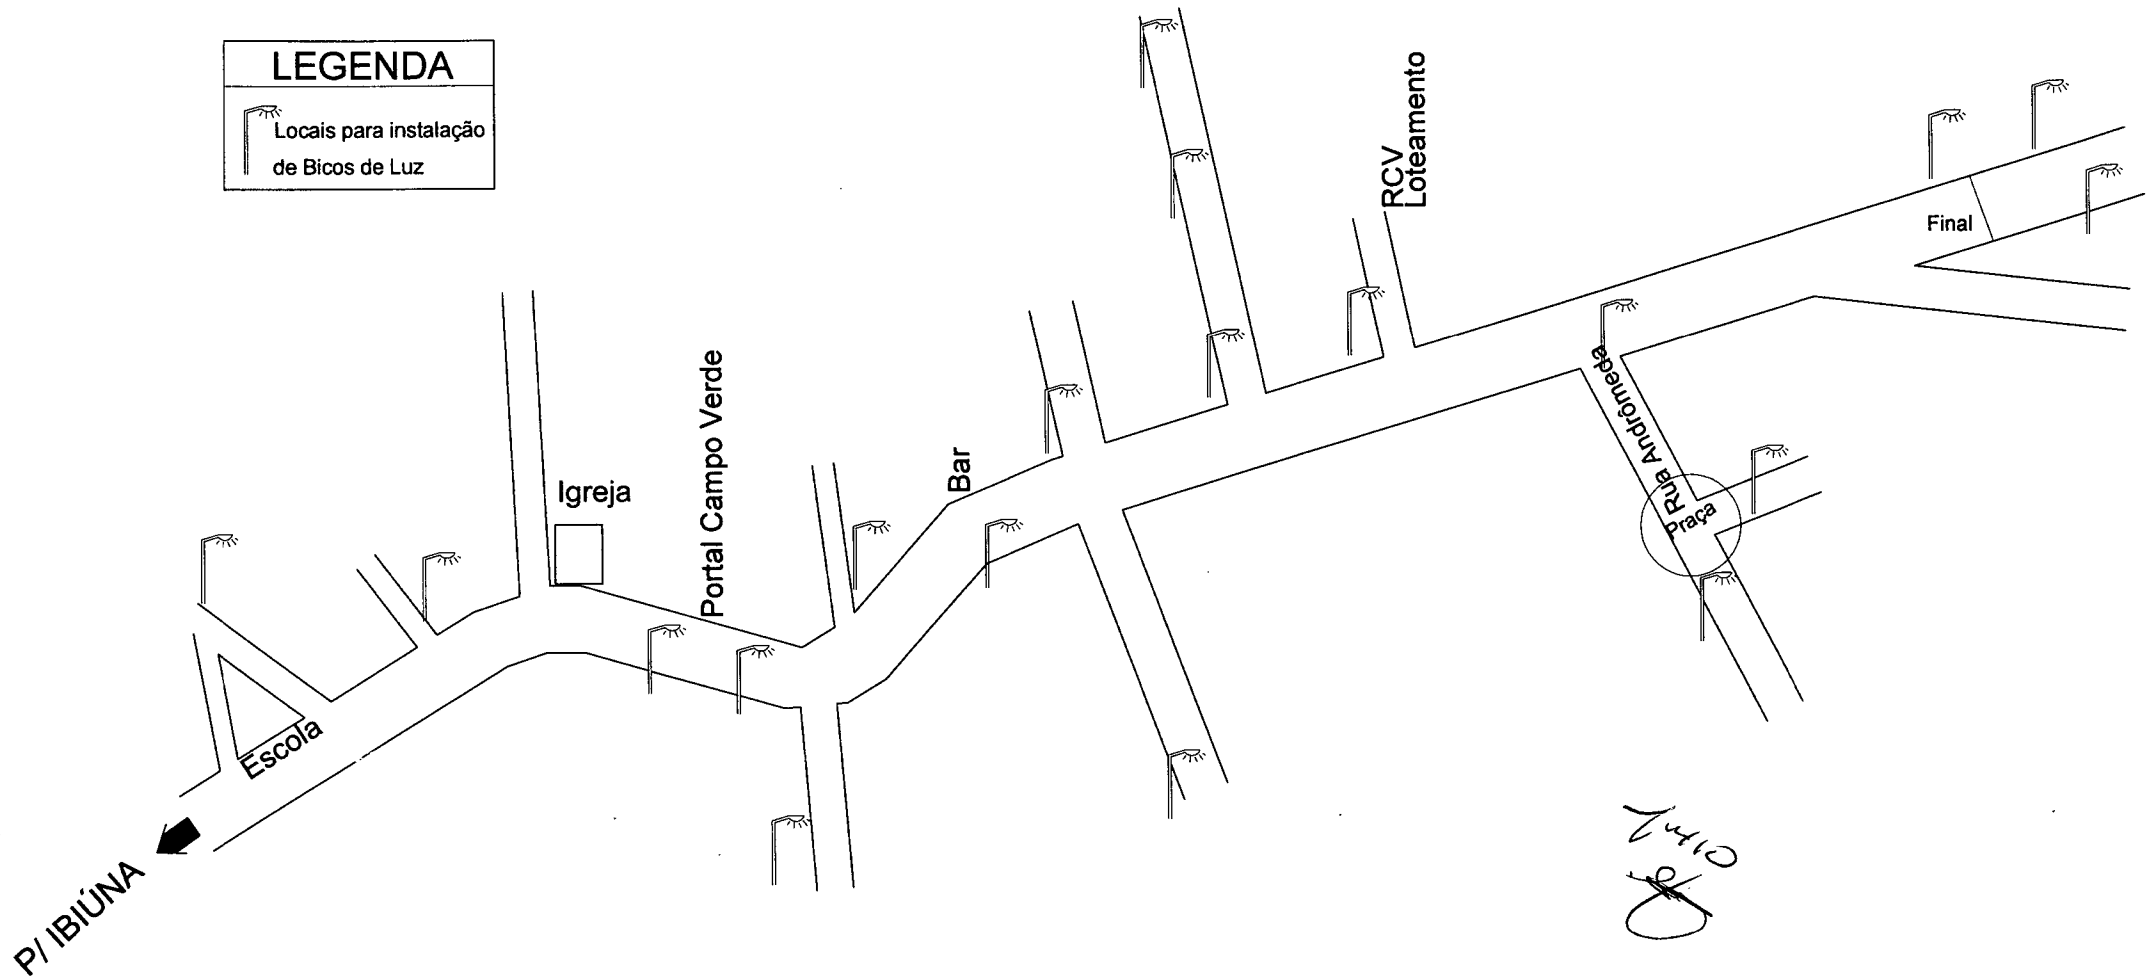 LEGENDA
Locais para instalação
de Bicos de Luz
RCV
Loteamento
Final
Rua Andrômeda
Praça
Bar
Portal Campo Verde
Igreja
Escola
P/ IBIÚNA